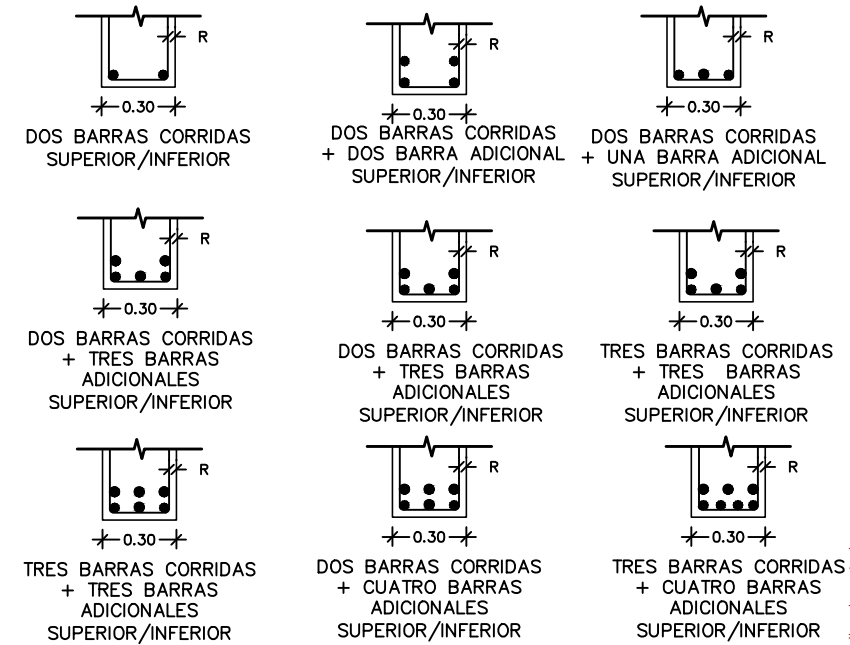 R
0.30
DOS BARRAS CORRIDAS
SUPERIOR/INFERIOR
R
0.30
DOS BARRAS CORRIDAS
+ DOS BARRA ADICIONAL
SUPERIOR/INFERIOR
R
0.30
DOS BARRAS CORRIDAS
+ UNA BARRA ADICIONAL
SUPERIOR/INFERIOR
R
0.30
DOS BARRAS CORRIDAS
+ TRES BARRAS
ADICIONALES
SUPERIOR/INFERIOR
R
0.30
DOS BARRAS CORRIDAS
+ TRES BARRAS
ADICIONALES
SUPERIOR/INFERIOR
R
0.30
TRES BARRAS CORRIDAS
+ TRES BARRAS
ADICIONALES
SUPERIOR/INFERIOR
R
0.30
TRES BARRAS CORRIDAS
+ TRES BARRAS
ADICIONALES
SUPERIOR/INFERIOR
R
0.30
DOS BARRAS CORRIDAS
+ CUATRO BARRAS
ADICIONALES
SUPERIOR/INFERIOR
R
0.30
TRES BARRAS CORRIDAS
+ CUATRO BARRAS
ADICIONALES
SUPERIOR/INFERIOR